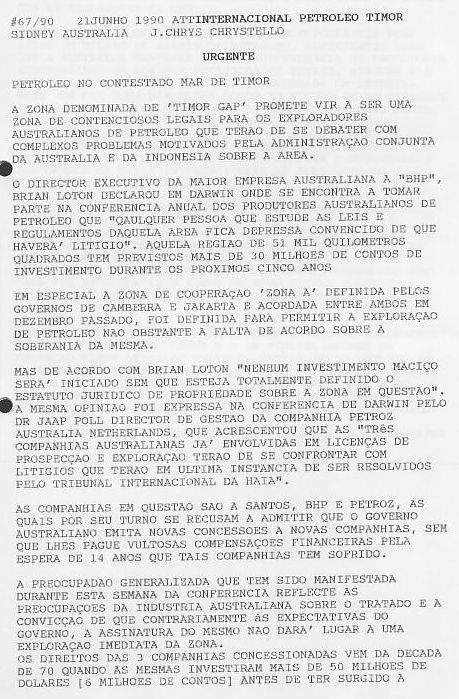 #67/90 21JUNHO 1990 ATTINTERNACIONAL PETROLEO TIMOR
SIDNEY AUSTRALIA J.CHRYS CHRYSTELLO
URGENTE
PETROLEO NO CONTESTADO MAR DE TIMOR
A ZONA DENOMINADA DE 'TIMOR GAP' PROMETE VIR A SER UMA
ZONA DE CONTENCIOSOS LEGAIS PARA OS EXPLORADORES
AUSTRALIANOS DE PETROLEO QUE TERAO DE SE DEBATER COM
COMPLEXOS PROBLEMAS MOTIVADOS PELA ADMINISTRAÇAO CONJUNTA
DA AUSTRALIA E DA INDONESIA SOBRE A AREA.
O DIRECTOR EXECUTIVO DA MAIOR EMPRESA AUSTRALIANA A "BHP",
BRIAN LOTON DECLAROU EM DARWIN ONDE SE ENCONTRA A TOMAR
PARTE NA CONFERENCIA ANUAL DOS PRODUTORES AUSTRALIANOS DE
PETROLEO QUE "QAULQUER PESSOA QUE ESTUDE AS LEIS E
REGULAMENTOS DAQUELA AREA FICA DEPRESSA CONVENCIDO DE QUE
HAVERA' LITIGIO". AQUELA REGIAO DE 51 MIL QUILOMETROS
QUADRADOS TEM PREVISTOS MAIS DE 30 MILHOES DE CONTOS DE
INVESTIMENTO DURANTE OS PROXIMOS CINCO ANOS
EM ESPECIAL A ZONA DE COOPERAçAO 'ZONA A' DEFINIDA PELOS
GOVERNOS DE CAMBERRA E JAKARTA E ACORDADA ENTRE AMBOS EM
DEZEMBRO PASSADO, FOI DEFINIDA PARA PERMITIR A EXPLORAÇAO
DE PETROLEO NAO OBSTANTE A FALTA DE ACORDO SOBRE A
SOBERANIA DA MESMA.
MAS DE ACORDO COM BRIAN LOTON "NENHUM INVESTIMENTO MACIÇO
SERA' INICIADO SEM QUE ESTEJA TOTALMENTE DEFINIDO O
ESTATUTO JURIDICO DE PROPRIEDADE SOBRE A ZONA EM QUESTAO".
A MESMA OPINIAO FOI EXPRESSA NA CONFERENCIA DE DARWIN PELO
DR JAAP POLL DIRECTOR DE GESTAO DA COMPANHIA PETROZ
AUSTRALIA NETHERLANDS, QUE ACRESCENTOU QUE AS "TRêS
COMPANHIAS AUSTRALIANAS JA' ENVOLVIDAS EM LICENÇAS DE
PROSPECÇAO E EXPLORAÇAO TERAO DE SE CONFRONTAR COM
LITIGIOS QUE TERAO EM ULTIMA INSTANCIA DE SER RESOLVIDOS
PELO TRIBUNAL INTERNACIONAL DA HAIA".
AS COMPANHIAS EM QUESTAO SAO A SANTOS, BHP E PETROZ, AS
QUAIS POR SEU TURNO SE RECUSAM A ADMITIR QUE O GOVERNO
AUSTRALIANO EMITA NOVAS CONCESSOES A NOVAS COMPANHIAS, SEM
QUE LHES PAGUE VULTOSAS COMPENSAÇOES FINANCEIRAS PELA
ESPERA DE 14 ANOS QUE TAIS COMPANHIAS TEM SOFRIDO.
A PREOCUPADAO GENERALIZADA QUE TEM SIDO MANIFESTADA
DURANTE ESTA SEMANA DA CONFERENCIA REFLECTE AS
PREOCUPAÇOES DA INDUSTRIA AUSTRALIANA SOBRE O TRATADO E A
CONVICÇAO DE QUE CONTRARIAMENTE àS EXPECTATIVAS DO
GOVERNO, A ASSINATURA DO MESMO NAO DARA' LUGAR A UMA
EXPLORAÇAO IMEDIATA DA ZONA.
OS DIREITOS DAS 3 COMPANHIAS CONCESSIONADAS VEM DA DECADA
DE 70 QUANDO AS MESMAS INVESTIRAM MAIS DE 50 MILHOES DE
DOLARES [6 MILHOES DE CONTOS] ANTES DE TER SURGIDO A